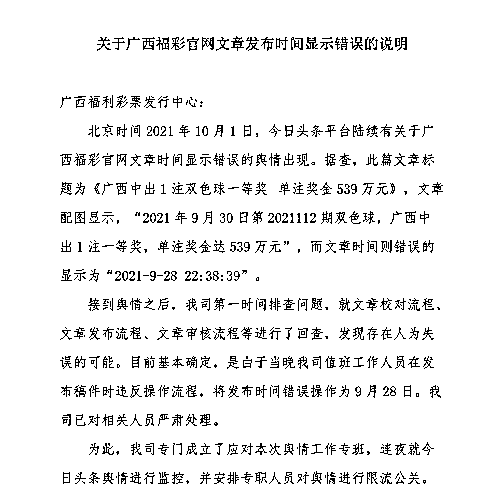 关于广西福彩官网文章发布时间显示错误的说明
广西福利彩票发行中心：
北京时间 2021 年 10 月 1 日，今日头条平台陆续有关于广
西福彩官网文章时间显示错误的舆情出现。据查，此篇文章标
题为《广西中出 1 注双色球一等奖 单注奖金 539 万元》，文章
配图显示，“2021 年 9 月 30 日第 2021112 期双色球，广西中
出 1 注一等奖，单注奖金达 539 万元”，而文章时间则错误的
显示为“2021-9-28 22:38:39”。
接到舆情之后，我司第一时间排查问题，就文章校对流程、
文章发布流程、文章审核流程等进行了回查，发现存在人为失
误的可能。目前基本确定，是由于当晚我司值班工作人员在发
布稿件时违反操作流程，将发布时间错误操作为 9 月 28 日。我
司已对相关人员严肃处理。
为此，我司专门成立了应对本次舆情工作专班，连夜就今
日头条舆情进行监控，并安排专职人员对舆情进行限流公关。